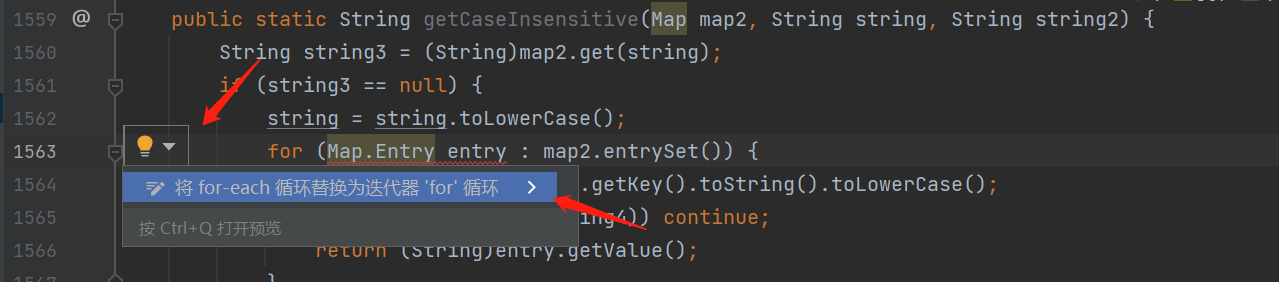 1559 @ public static String getCaseInsensitive(Map map2, String string, String string2) {
1560 String string3 = (String)map2.get(string);
1561 if (string3 == null) {
1562 string = string.toLowerCase();
1563 for (Map.Entry entry : map2.entrySet()) {
将 for-each 循环替换为迭代器 'for' 循环
按 Ctrl+Q 打开预览
1564 .getKey().toString().toLowerCase();
1565 ing4)) continue;
1566 return (String)entry.getValue();
1567 }